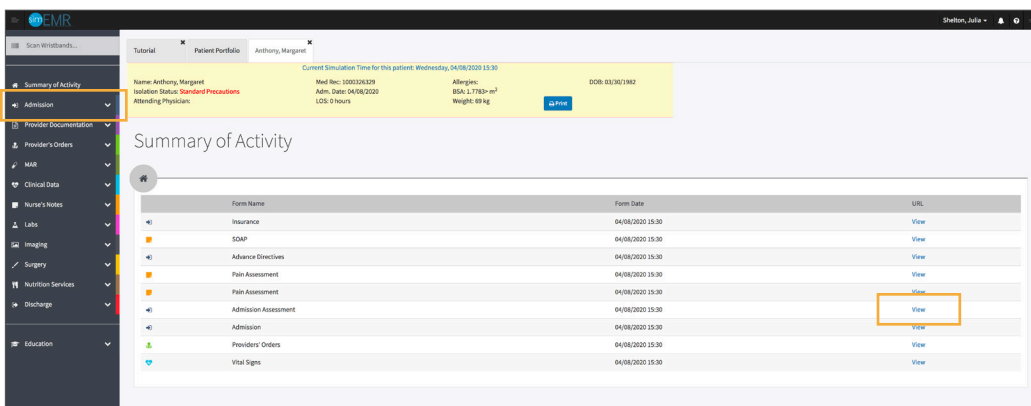 simEMR
Shelton, Julia
Scan Wristbands...
Tutorial
Patient Portfolio
Anthony, Margaret
Current Simulation Time for this patient: Wednesday, 04/08/2020 15:30
Name: Anthony, Margaret Med Rec: 1000326329 Allergies: DOB: 03/30/1982
Isolation Status: Standard Precautions Adm. Date: 04/08/2020 BSA: 1.7783> m²
Attending Physician: LOS: 0 hours Weight: 69 kg Print
Summary of Activity
Admission
Provider Documentation
Provider's Orders
MAR
Clinical Data
Nurse's Notes
Labs
Imaging
Surgery
Nutrition Services
Discharge
Education
Summary of Activity
Form Name Form Date URL
Insurance 04/08/2020 15:30 View
SOAP 04/08/2020 15:30 View
Advance Directives 04/08/2020 15:30 View
Pain Assessment 04/08/2020 15:30 View
Pain Assessment 04/08/2020 15:30 View
Admission Assessment 04/08/2020 15:30 View
Admission 04/08/2020 15:30 View
Providers' Orders 04/08/2020 15:30 View
Vital Signs 04/08/2020 15:30 View